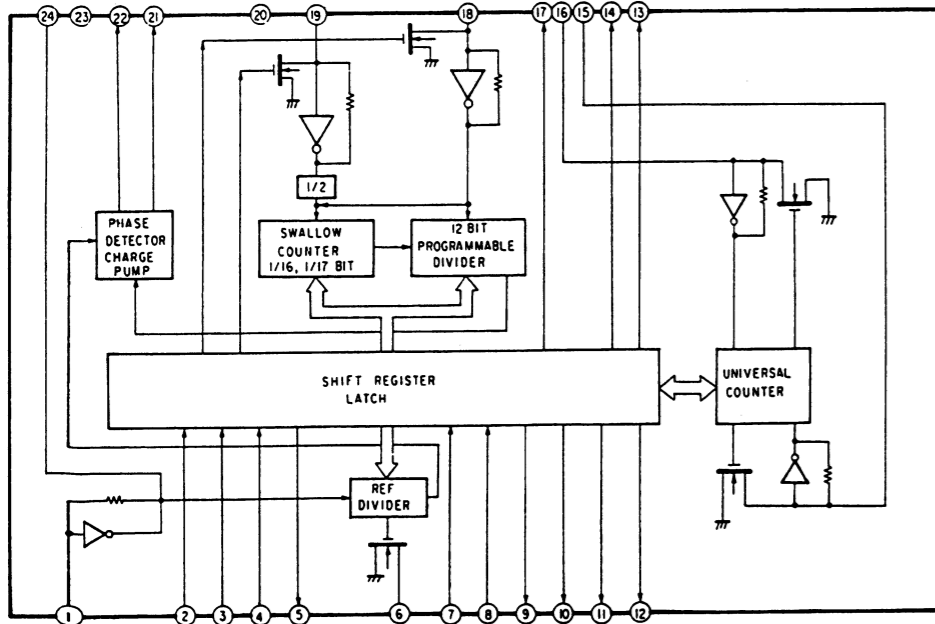 24 23 22 21 20 19 18 17 16 15 14 13
1/2
PHASE
DETECTOR
CHARGE
PUMP
SWALLOW
COUNTER
1/16, 1/17 BIT
12 BIT
PROGRAMMABLE
DIVIDER
SHIFT REGISTER
LATCH
UNIVERSAL
COUNTER
REF
DIVIDER
1 2 3 4 5 6 7 8 9 10 11 12